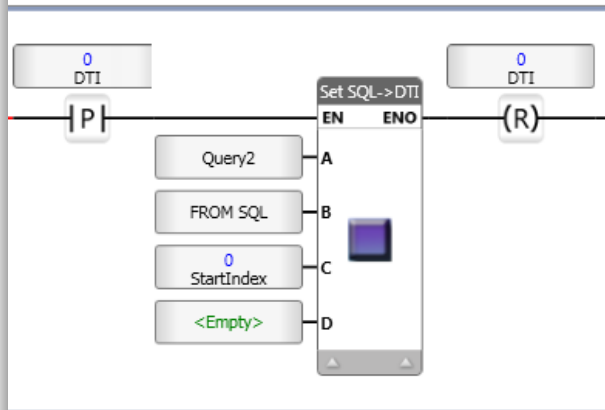 0
DTI
P
Set SQL->DTI
EN ENO
0
DTI
(R)
Query2
A
FROM SQL
B
0
StartIndex
C
<Empty>
D